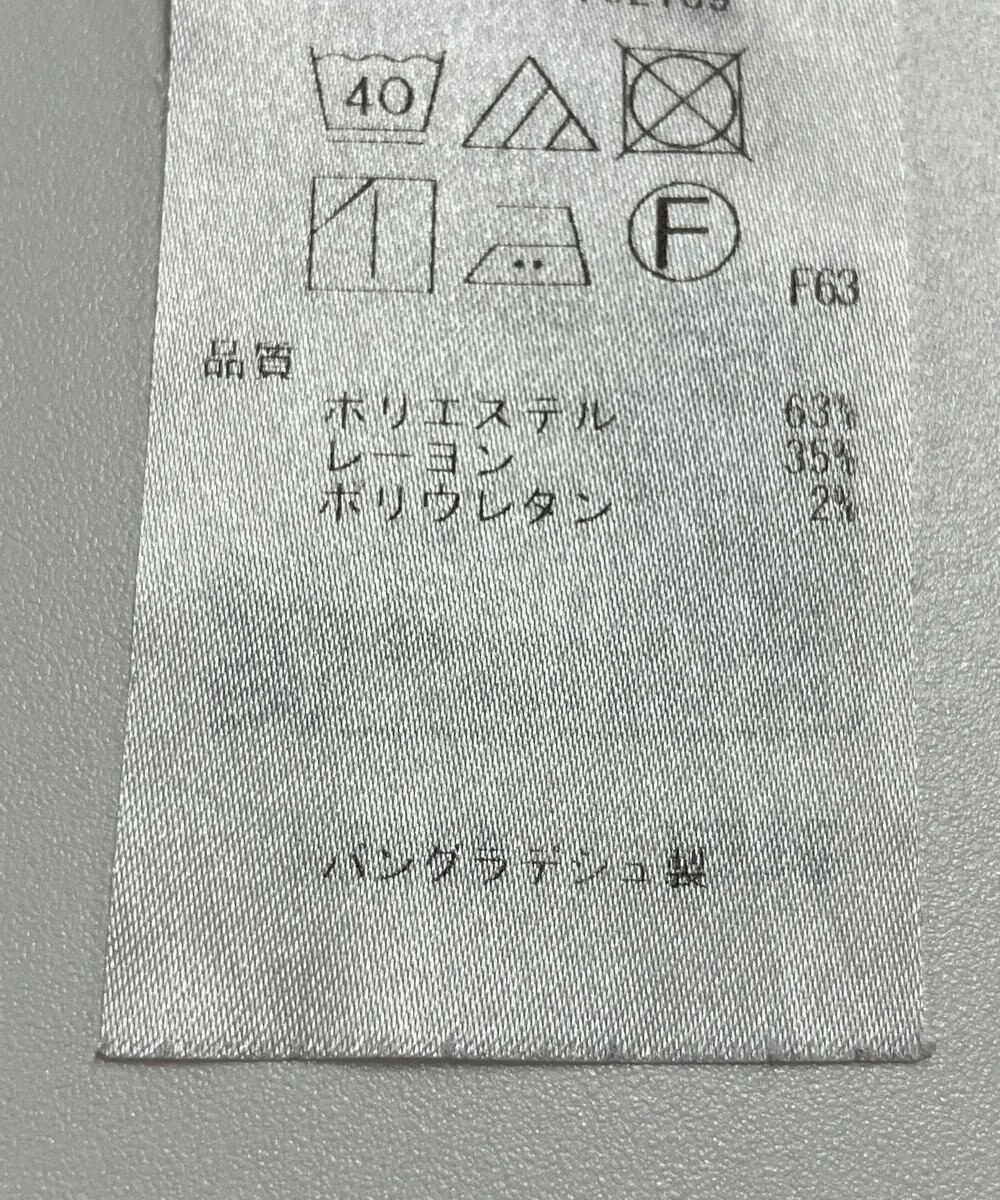 40
F
F63
品質
ポリエステル 63%
レーヨン 35%
ポリウレタン 2%
バングラデシュ製